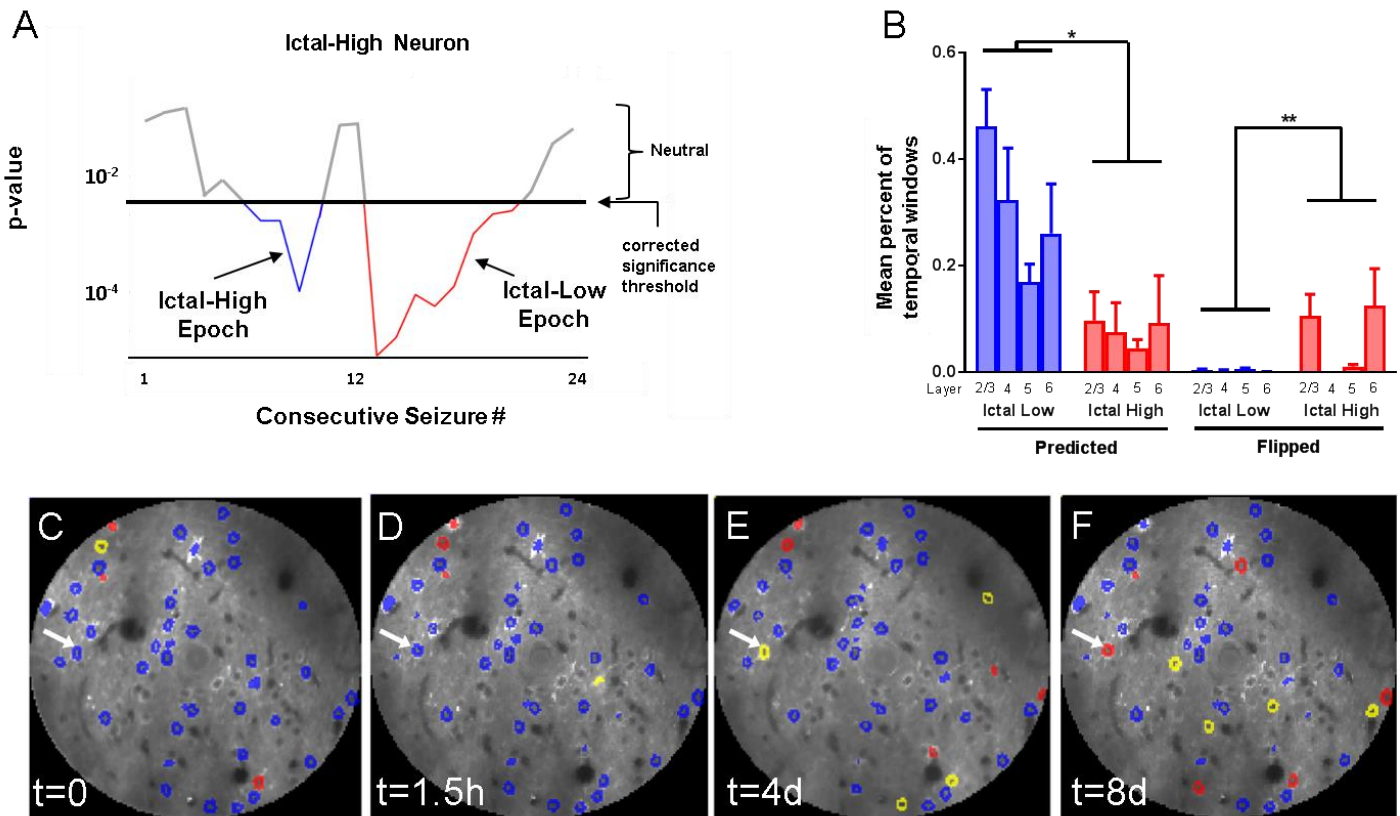 A
Ictal-High Neuron
p-value
10-2
10-4
Neutral
corrected
significance
threshold
Ictal-High
Epoch
Ictal-Low
Epoch
1 12 24
Consecutive Seizure #
B
Mean percent of
temporal windows
0.6
0.4
0.2
0.0
*
**
Layer 2/3 4 5 6 2/3 4 5 6 2/3 4 5 6 2/3 4 5 6
Ictal Low Ictal High Ictal Low Ictal High
Predicted Flipped
C
t=0
D
t=1.5h
E
t=4d
F
t=8d